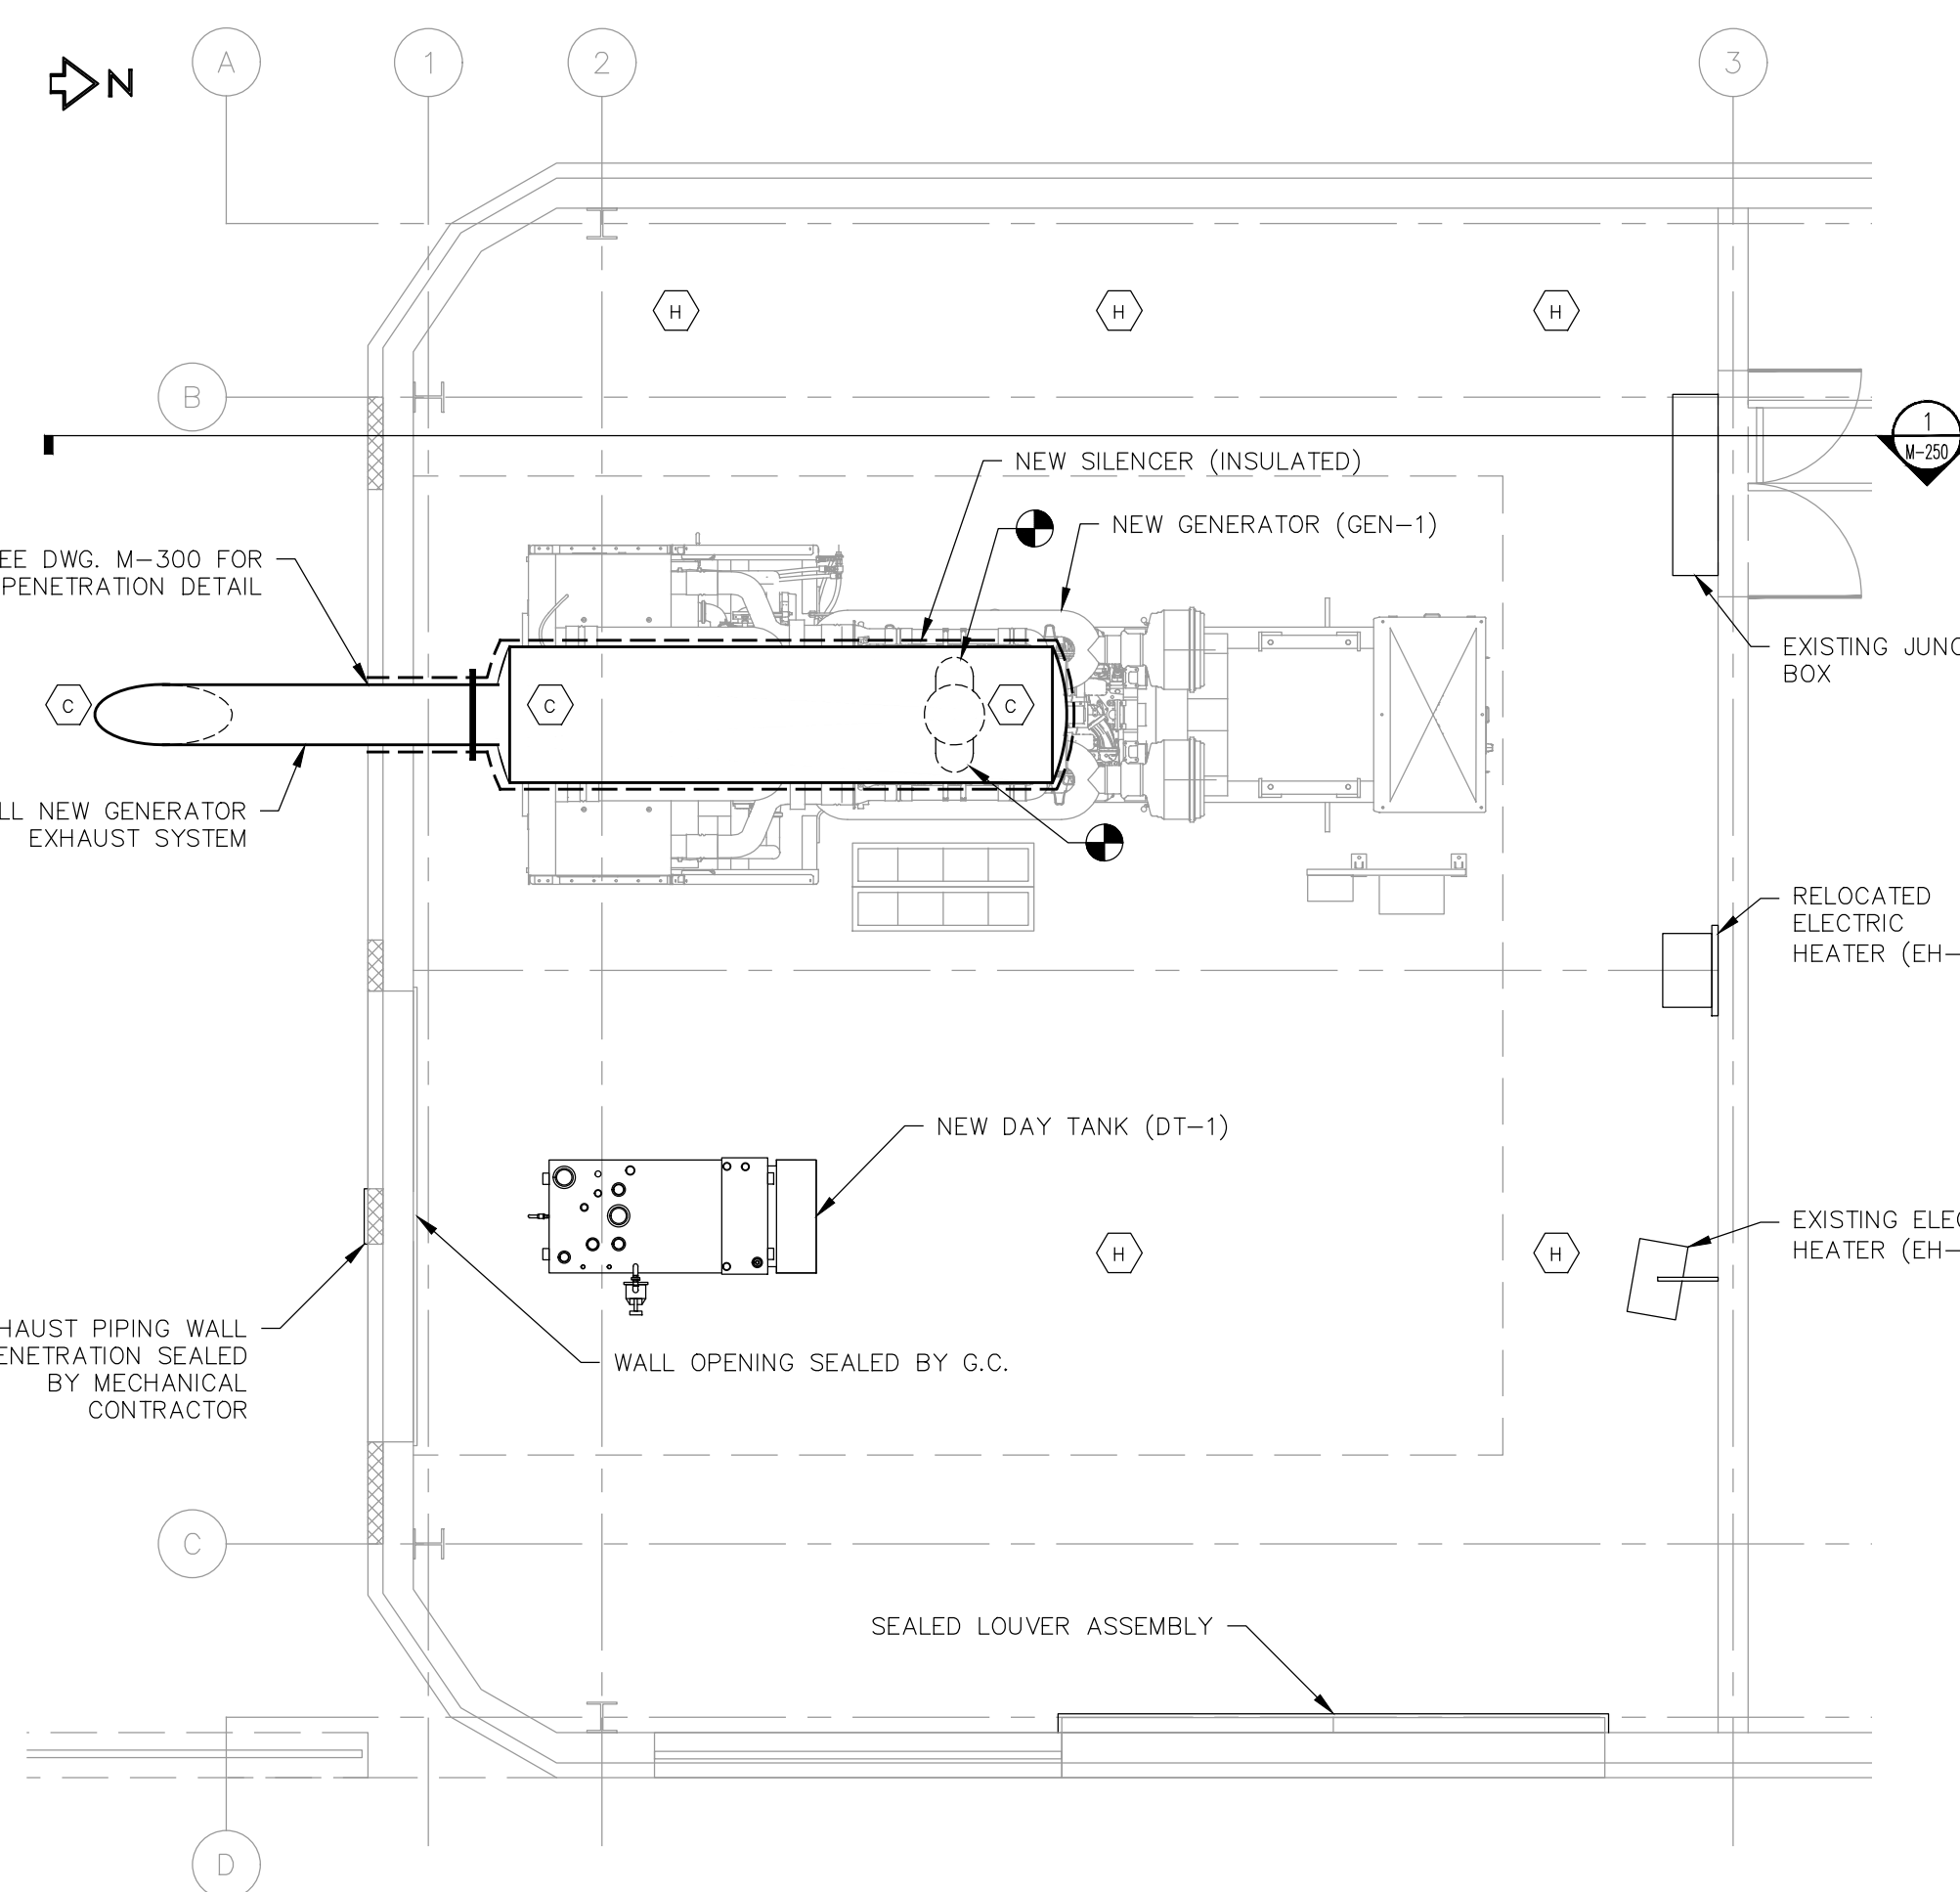 A
1
2
3
N
H
H
H
B
1
M-250
NEW SILENCER (INSULATED)
NEW GENERATOR (GEN-1)
EE DWG. M-300 FOR
PENETRATION DETAIL
EXISTING JUNC
BOX
C
C
C
LL NEW GENERATOR
EXHAUST SYSTEM
RELOCATED
ELECTRIC
HEATER (EH-
NEW DAY TANK (DT-1)
EXISTING ELEC
HEATER (EH-
H
H
HAUST PIPING WALL
ENETRATION SEALED
BY MECHANICAL
CONTRACTOR
WALL OPENING SEALED BY G.C.
C
SEALED LOUVER ASSEMBLY
D